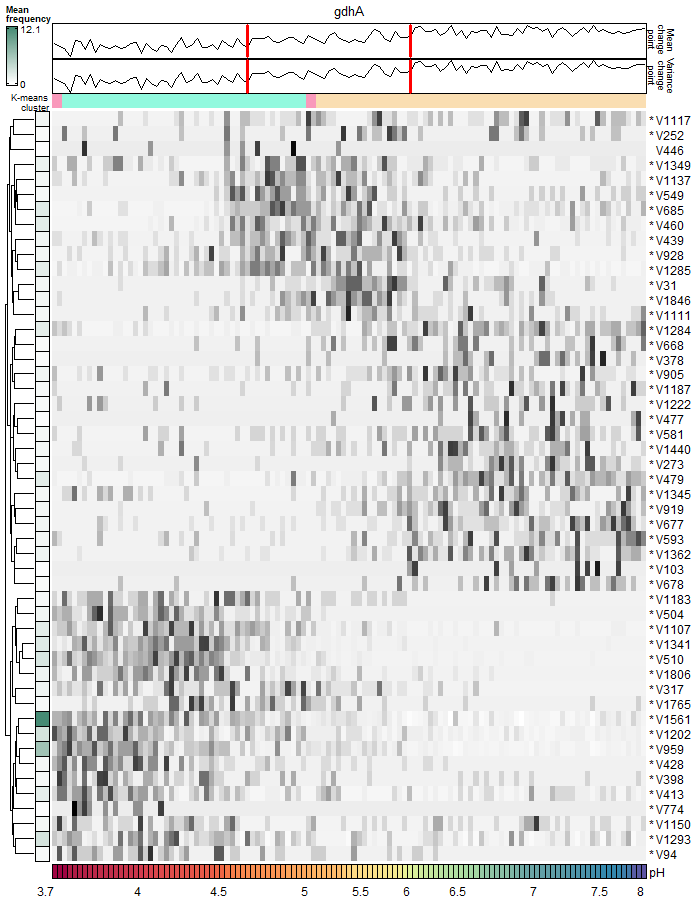 gdhA
Mean
frequency
12.1
0
Mean
change
point
Variance
change
point
K-means
cluster
*V1117
*V252
V446
*V1349
*V1137
*V549
*V685
*V460
*V439
*V928
*V1285
*V31
*V1846
*V1111
*V1284
*V668
*V378
*V905
*V1187
*V1222
*V477
*V581
*V1440
*V273
*V479
*V1345
*V919
*V677
*V593
*V1362
*V103
*V678
*V1183
*V504
*V1107
*V1341
*V510
*V1806
*V317
*V1765
*V1561
*V1202
*V959
*V428
*V398
*V413
*V774
*V1150
*V1293
*V94
pH
3.7 4 4.5 5 5.5 6 6.5 7 7.5 8